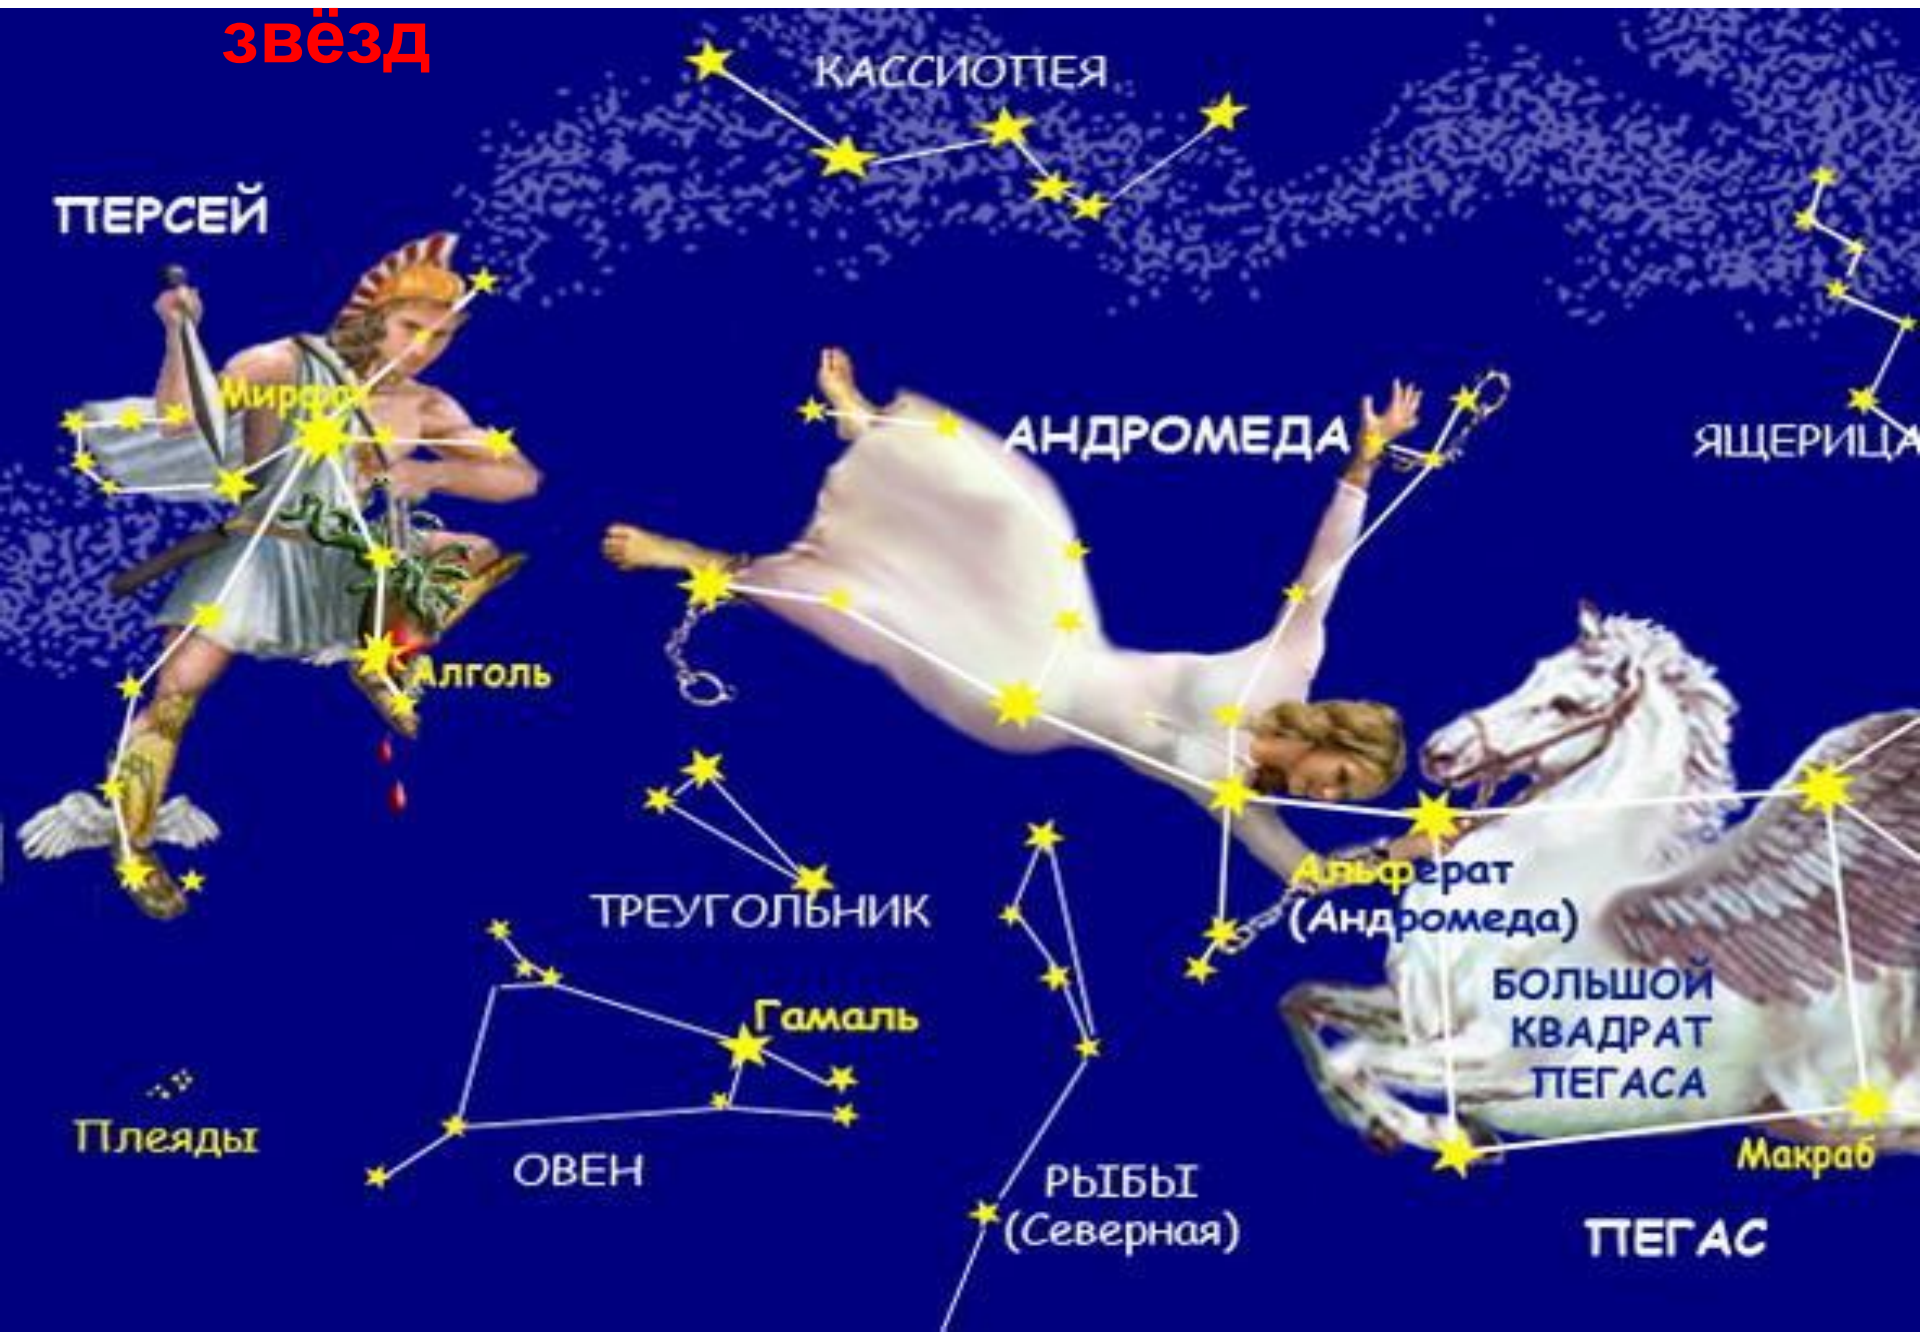 звёзд
КАССИОПЕЯ
ПЕРСЕЙ
Мирфак
АНДРОМЕДА
ЯЩЕРИЦА
Алголь
Альферат
(Андромеда)
ТРЕУГОЛЬНИК
БОЛЬШОЙ
КВАДРАТ
ПЕГАСА
Гамаль
Плеяды
ОВЕН
РЫБЫ
(Северная)
Макраб
ПЕГАС